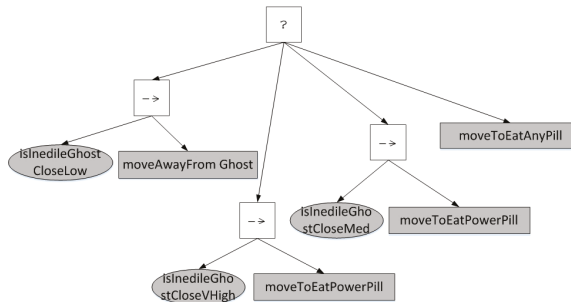 ?
->
isInedileGhost
CloseLow
moveAwayFrom Ghost
->
isInedileGho
stCloseVHigh
moveToEatPowerPill
->
isInedileGho
stCloseMed
moveToEatPowerPill
moveToEatAnyPill